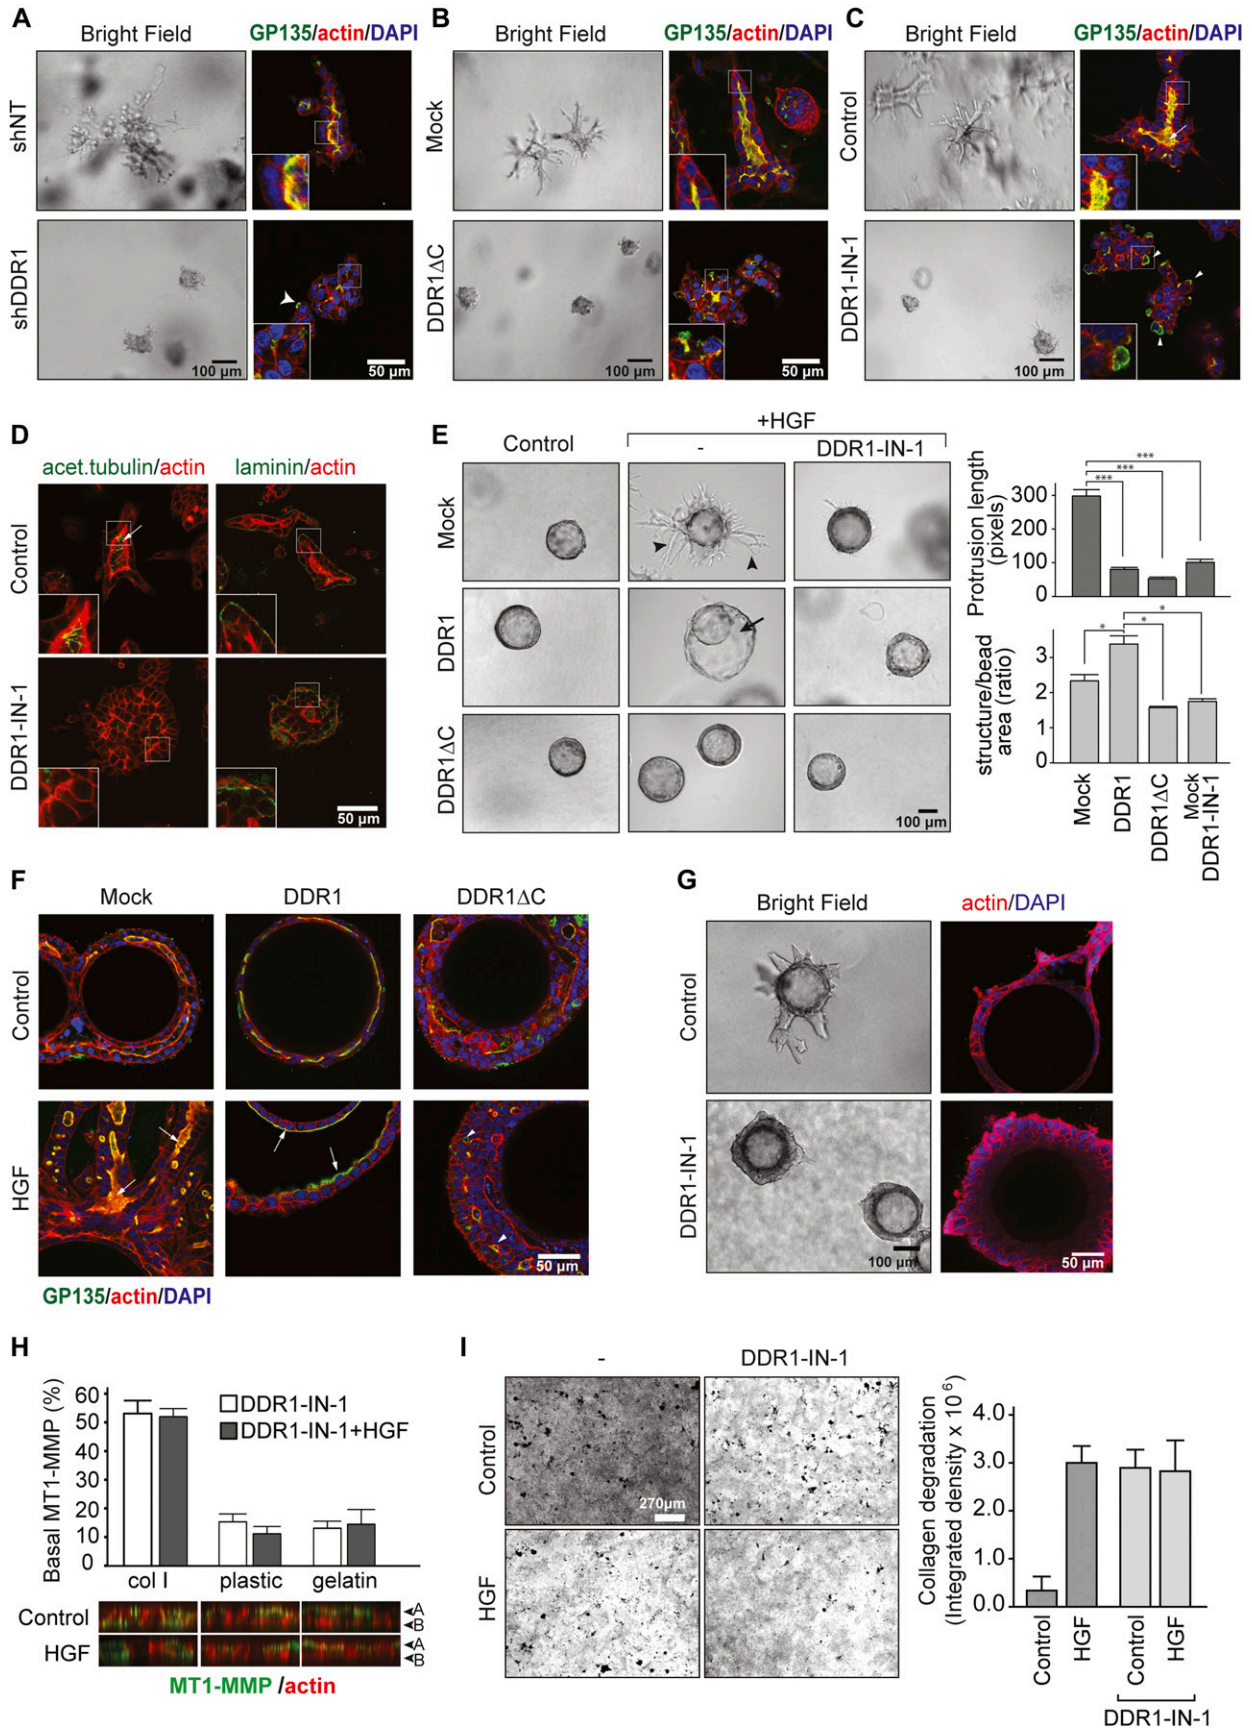 A
Bright Field
GP135/actin/DAPI
shNT
shDDR1
100 µm
50 µm
B
Bright Field
GP135/actin/DAPI
Mock
DDR1ΔC
100 µm
50 µm
C
Bright Field
GP135/actin/DAPI
Control
DDR1-IN-1
100 µm
50 µm
D
acet.tubulin/actin
laminin/actin
Control
DDR1-IN-1
50 µm
E
+HGF
Control
-
DDR1-IN-1
Mock
DDR1
DDR1ΔC
100 µm
Protrusion length
(pixels)
300
200
100
0
***
***
***
structure/bead
area (ratio)
3
2
1
0
*
*
*
Mock
DDR1
DDR1ΔC
Mock
DDR1-IN-1
F
Mock
DDR1
DDR1ΔC
Control
HGF
50 µm
GP135/actin/DAPI
G
Bright Field
actin/DAPI
Control
DDR1-IN-1
100 µm
50 µm
H
Basal MT1-MMP (%)
60
50
40
30
20
10
0
DDR1-IN-1
DDR1-IN-1+HGF
col I
plastic
gelatin
Control
A
B
HGF
A
B
MT1-MMP /actin
I
-
DDR1-IN-1
Control
HGF
270µm
Collagen degradation
(Integrated density x 10⁶)
4.0
3.0
2.0
1.0
0.0
Control
HGF
Control
HGF
DDR1-IN-1